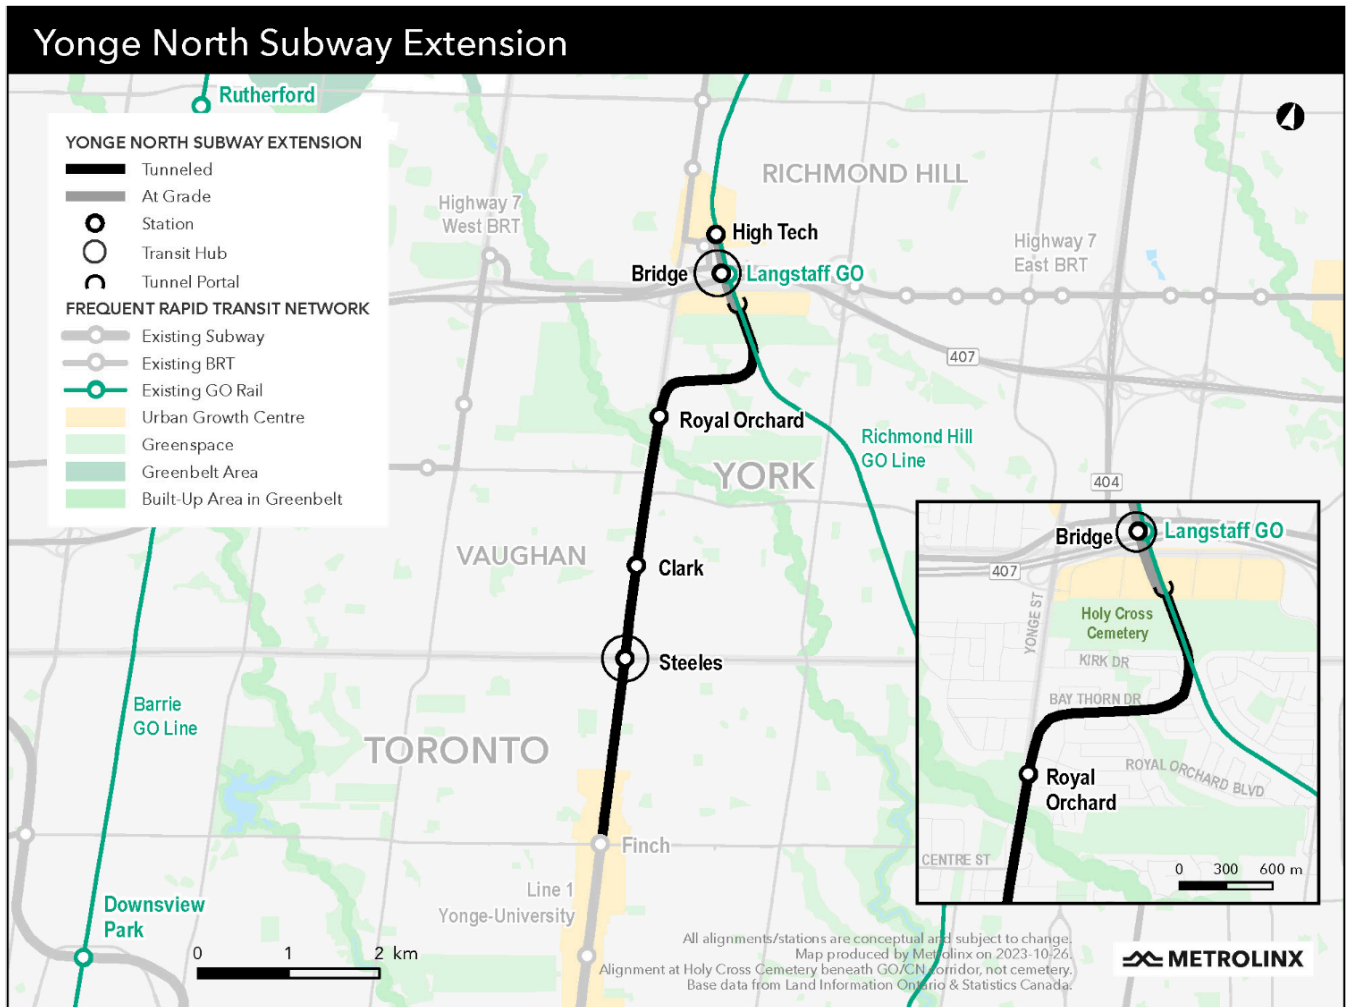 Yonge North Subway Extension
Rutherford
YONGE NORTH SUBWAY EXTENSION
Tunneled
At Grade
Station
Transit Hub
Tunnel Portal
FREQUENT RAPID TRANSIT NETWORK
Existing Subway
Existing BRT
Existing GO Rail
Urban Growth Centre
Greenspace
Greenbelt Area
Built-Up Area in Greenbelt
RICHMOND HILL
Highway 7
West BRT
High Tech
Highway 7
East BRT
Bridge
Langstaff GO
407
Royal Orchard
Richmond Hill
GO Line
YORK
404
VAUGHAN
Clark
Steeles
Barrie
GO Line
TORONTO
Finch
Line 1
Yonge-University
Downsview
Park
0 1 2 km
Bridge
Langstaff GO
407
YONGE ST
Holy Cross
Cemetery
KIRK DR
BAY THORN DR
ROYAL ORCHARD BLVD
Royal
Orchard
CENTRE ST
0 300 600 m
All alignments/stations are conceptual and subject to change.
Map produced by Metrolinx on 2023-10-26.
Alignment at Holy Cross Cemetery beneath GO/CN corridor, not cemetery.
Base data from Land Information Ontario & Statistics Canada.
METROLINX